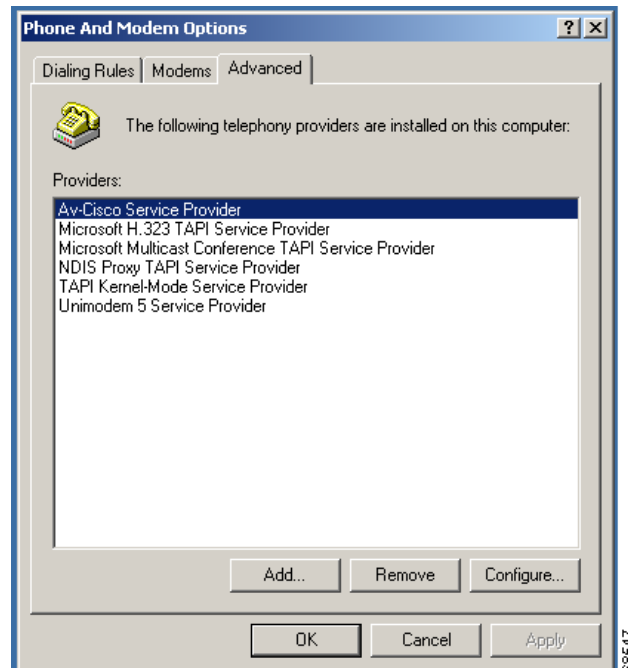 Phone And Modem Options
Dialing Rules Modems Advanced
The following telephony providers are installed on this computer:
Providers:
Av-Cisco Service Provider
Microsoft H.323 TAPI Service Provider
Microsoft Multicast Conference TAPI Service Provider
NDIS Proxy TAPI Service Provider
TAPI Kernel-Mode Service Provider
Unimodem 5 Service Provider
Add... Remove Configure...
OK Cancel Apply